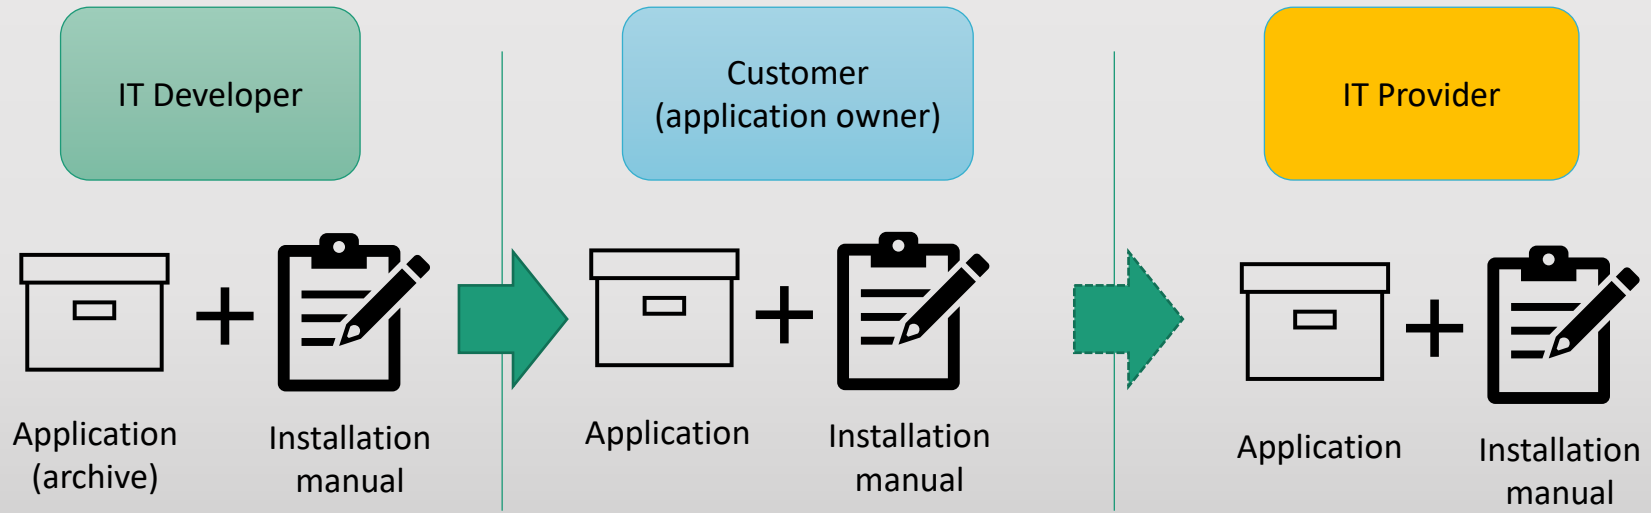 IT Developer
Customer
(application owner)
IT Provider
Application
(archive)
Installation
manual
Application
Installation
manual
Application
Installation
manual